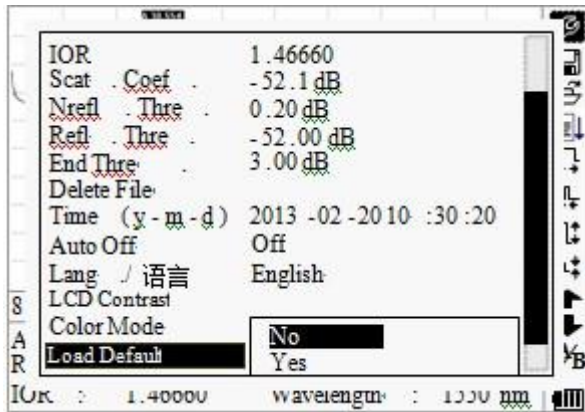 IOR 1.46660
Scat . Coef . -52.1 dB
Nrefl . Thre . 0.20 dB
Refl . Thre . -52.00 dB
End Thre . 3.00 dB
Delete File
Time (y-m-d) 2013-02-2010 :30:20
Auto Off Off
Lang ./ 语言 English
LCD Contrast
Color Mode
No
Load Default
Yes
8
A
R
IOR : 1.46660 Wavelength : 1550 nm